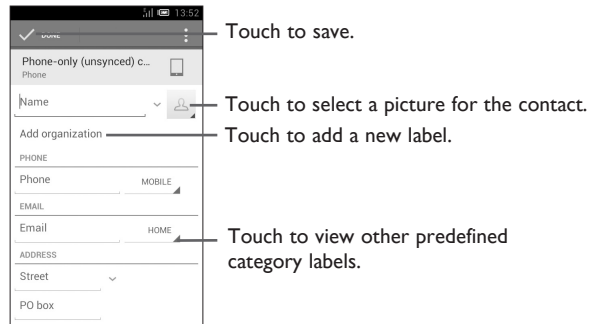 13:52
DONE
Touch to save.
Phone-only (unsynced) c...
Phone
Name
Touch to select a picture for the contact.
Add organization
Touch to add a new label.
PHONE
Phone MOBILE
EMAIL
Email HOME
Touch to view other predefined
category labels.
ADDRESS
Street
PO box